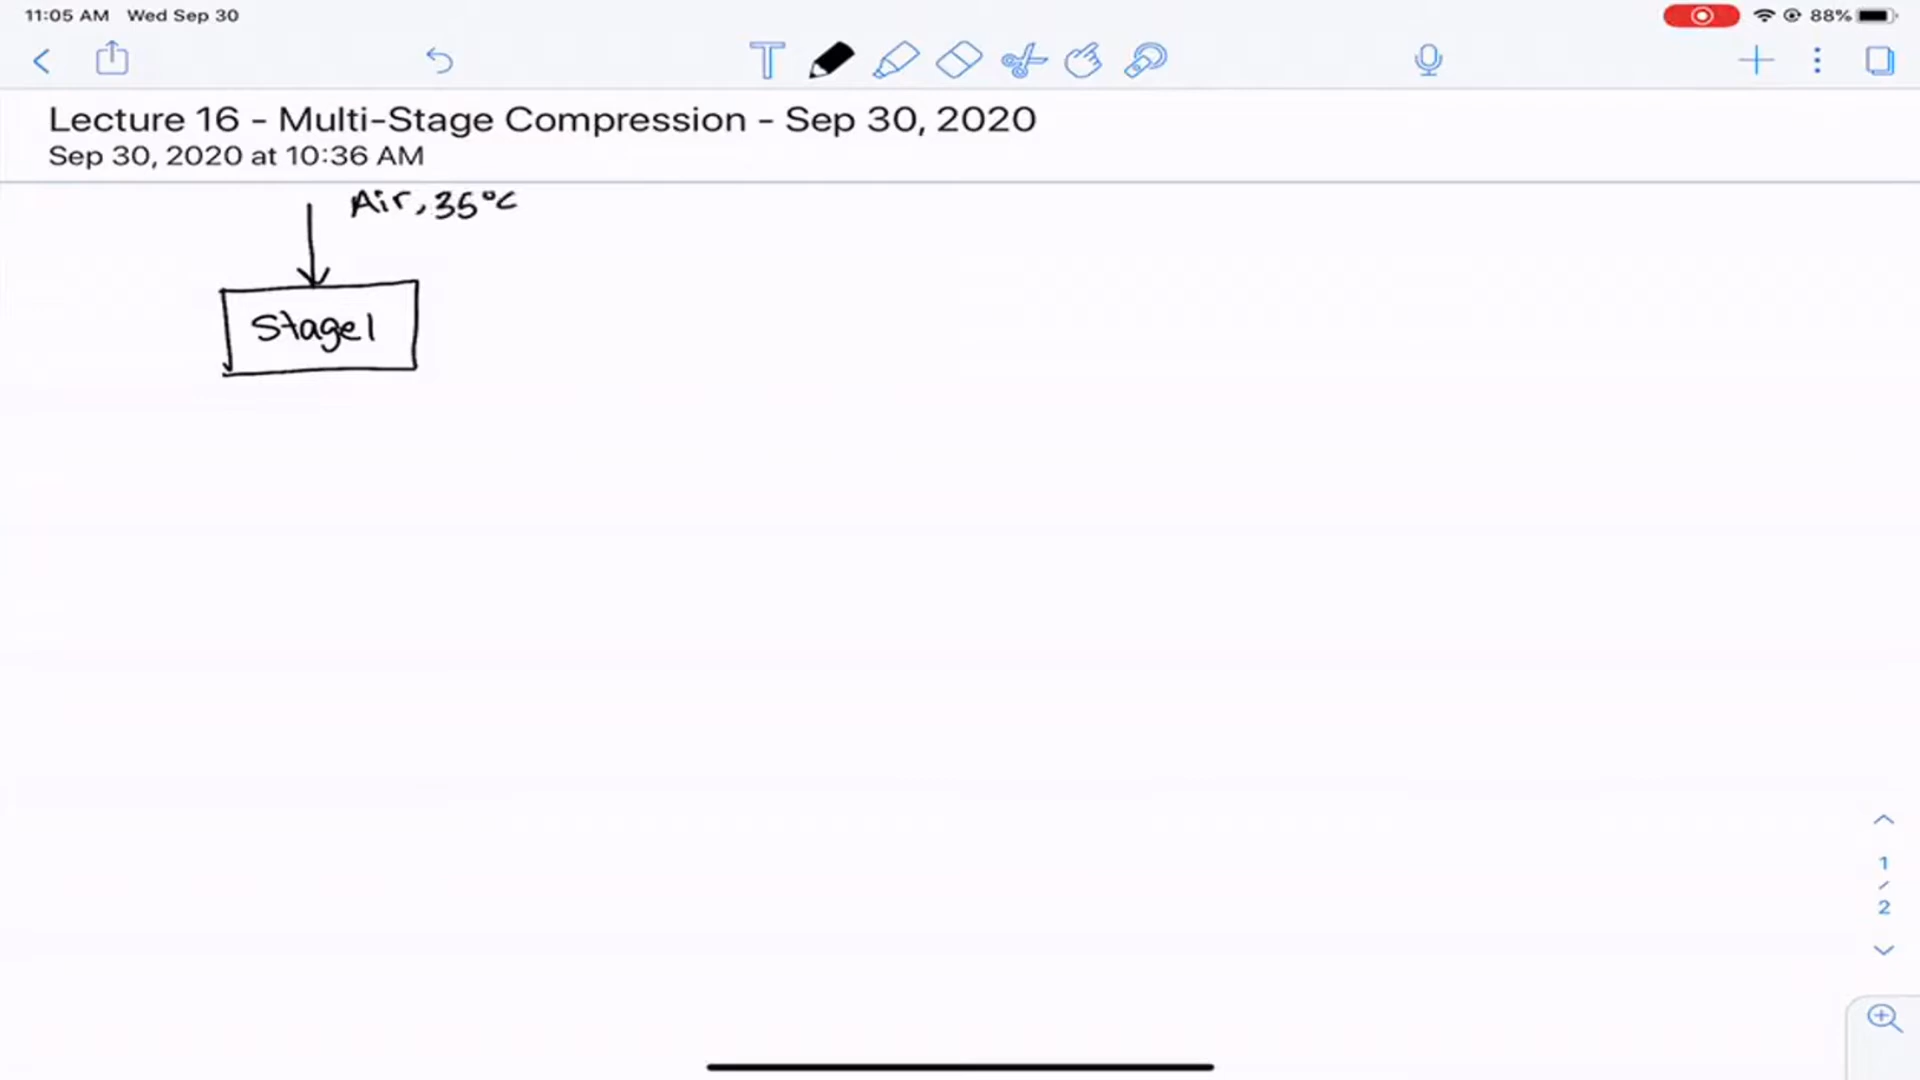 11:05 AM Wed Sep 30
88%
Lecture 16 - Multi-Stage Compression - Sep 30, 2020
Sep 30, 2020 at 10:36 AM
Air, 35°C
Stage 1
1
/
2